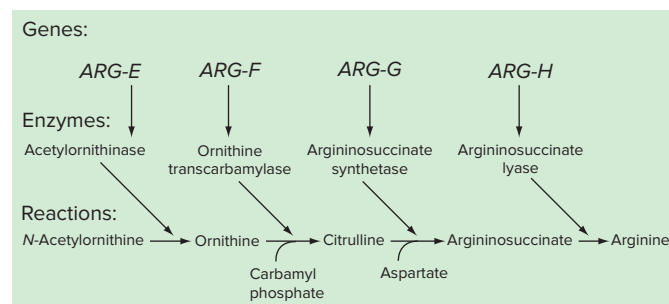 Genes:
ARG-E ARG-F ARG-G ARG-H
Enzymes:
Acetylornithinase
Ornithine
transcarbamylase
Argininosuccinate
synthetase
Argininosuccinate
lyase
Reactions:
N-Acetylornithine Ornithine Citrulline Argininosuccinate Arginine
Carbamyl
phosphate
Aspartate